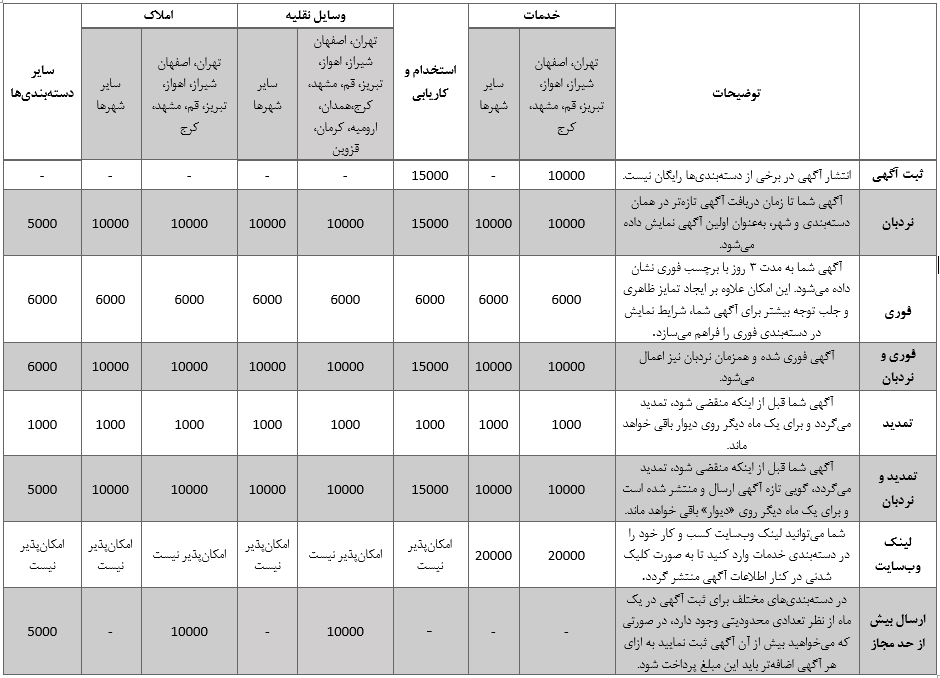 توضیحات
خدمات
تهران، اصفهان
شیراز، اهواز،
تبریز، قم، مشهد،
کرج
سایر
شهرها
استخدام و
کاریابی
وسایل نقلیه
تهران، اصفهان
شیراز، اهواز،
تبریز، قم، مشهد،
کرج،همدان،
ارومیه، کرمان،
قزوین
سایر
شهرها
املاک
تهران، اصفهان
شیراز، اهواز،
تبریز، قم، مشهد،
کرج
سایر
شهرها
سایر
دسته‌بندی‌ها
ثبت آگهی
انتشار آگهی در برخی از دسته‌بندی‌ها رایگان نیست.
10000
-
15000
-
-
-
-
-
نردبان
آگهی شما تا زمان دریافت آگهی تازه‌تر در همان
دسته‌بندی و شهر، به‌عنوان اولین آگهی نمایش داده
می‌شود.
10000
10000
15000
10000
10000
10000
10000
5000
فوری
آگهی شما به مدت ۳ روز با برچسب فوری نشان
داده می‌شود. این امکان علاوه بر ایجاد تمایز ظاهری
و جلب توجه بیشتر برای آگهی شما، شرایط نمایش
در دسته‌بندی فوری را فراهم می‌سازد.
6000
6000
6000
6000
6000
6000
6000
6000
فوری و
نردبان
آگهی فوری شده و همزمان نردبان نیز اعمال
می‌شود.
10000
10000
15000
10000
10000
10000
10000
6000
تمدید
آگهی شما قبل از اینکه منقضی شود، تمدید
می‌گردد و برای یک ماه دیگر روی دیوار باقی خواهد
ماند.
1000
1000
1000
1000
1000
1000
1000
1000
تمدید و
نردبان
آگهی شما قبل از اینکه منقضی شود، تمدید
می‌گردد، گویی تازه آگهی ارسال و منتشر شده است
و برای یک ماه دیگر روی «دیوار» باقی خواهد ماند.
10000
10000
15000
10000
10000
10000
10000
5000
لینک
وب‌سایت
شما می‌توانید لینک وب‌سایت کسب و کار خود را
در دسته‌بندی خدمات وارد کنید تا به صورت کلیک
شدنی در کنار اطلاعات آگهی منتشر گردد.
20000
20000
امکان‌پذیر
نیست
امکان‌پذیر نیست
امکان‌پذیر
نیست
امکان‌پذیر نیست
امکان‌پذیر
نیست
امکان‌پذیر
نیست
ارسال بیش
از حد مجاز
در دسته‌بندی‌های مختلف برای ثبت آگهی در یک
ماه از نظر تعدادی محدودیتی وجود دارد، در صورتی
که می‌خواهید بیش از آن آگهی ثبت نمایید به ازای
هر آگهی اضافه‌تر باید این مبلغ پرداخت شود.
-
-
-
10000
-
10000
-
5000